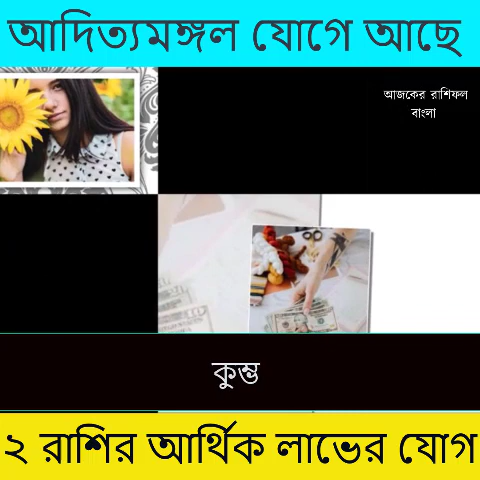 আদিত্যমঙ্গল যোগে আছে
আজকের রাশিফল
বাংলা
কুম্ভ
২ রাশির আর্থিক লাভের যোগ